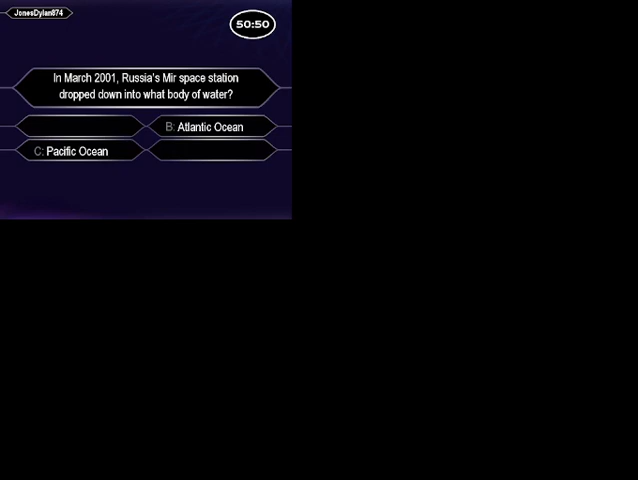 JonesDylan874
50:50
In March 2001, Russia's Mir space station
dropped down into what body of water?
B: Atlantic Ocean
C: Pacific Ocean